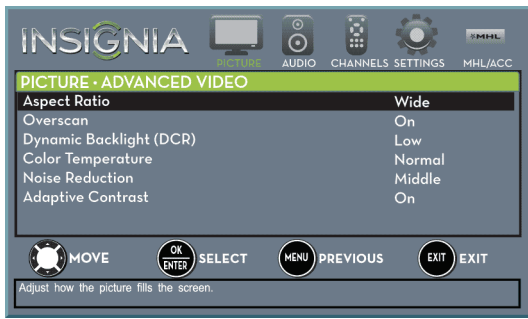 INSIGNIA
PICTURE AUDIO CHANNELS SETTINGS MHL/ACC
MHL
PICTURE · ADVANCED VIDEO
Aspect Ratio Wide
Overscan On
Dynamic Backlight (DCR) Low
Color Temperature Normal
Noise Reduction Middle
Adaptive Contrast On
MOVE OK ENTER SELECT MENU PREVIOUS EXIT EXIT
Adjust how the picture fills the screen.